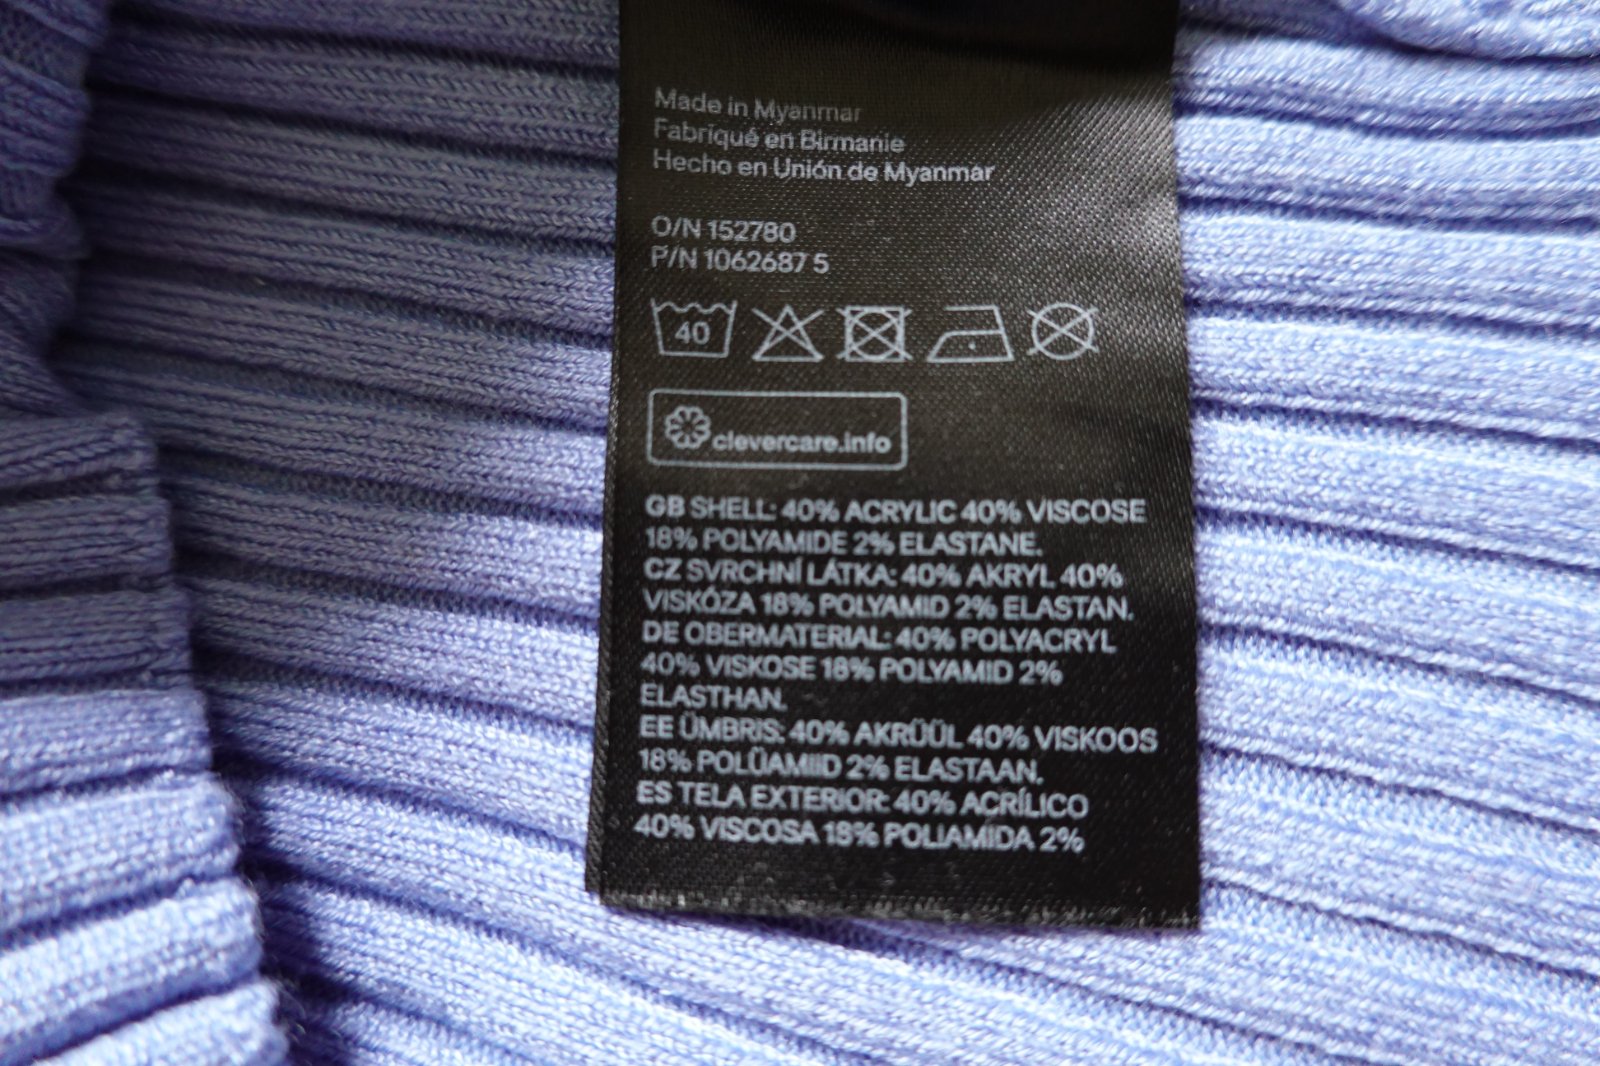 Made in Myanmar
Fabriqué en Birmanie
Hecho en Unión de Myanmar
O/N 152780
P/N 1062687 5
40
clevercare.info
GB SHELL: 40% ACRYLIC 40% VISCOSE
18% POLYAMIDE 2% ELASTANE.
CZ SVRCHNÍ LÁTKA: 40% AKRYL 40%
VISKÓZA 18% POLYAMID 2% ELASTAN.
DE OBERMATERIAL: 40% POLYACRYL
40% VISKOSE 18% POLYAMID 2%
ELASTHAN.
EE ÜMBRIS: 40% AKRÜÜL 40% VISKOOS
18% POLÜAMIID 2% ELASTAAN.
ES TELA EXTERIOR: 40% ACRÍLICO
40% VISCOSA 18% POLIAMIDA 2%